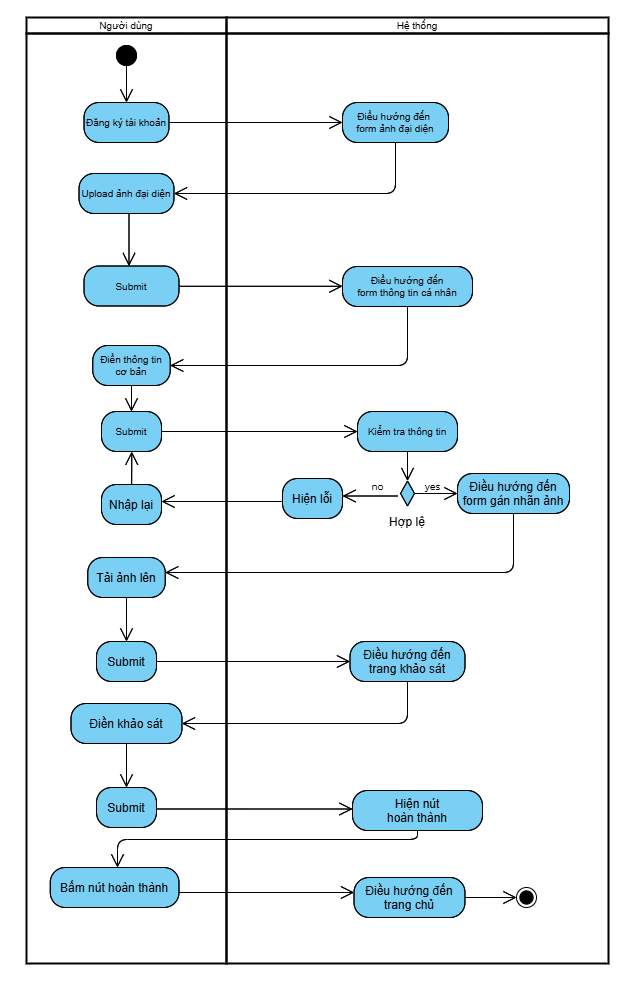 Người dùng
Hệ thống
Đăng ký tài khoản
Điều hướng đến
form ảnh đại diện
Upload ảnh đại diện
Submit
Điều hướng đến
form thông tin cá nhân
Điền thông tin
cơ bản
Submit
Kiểm tra thông tin
no
yes
Nhập lại
Hiện lỗi
Điều hướng đến
form gán nhãn ảnh
Hợp lệ
Tải ảnh lên
Submit
Điều hướng đến
trang khảo sát
Điền khảo sát
Submit
Hiện nút
hoàn thành
Bấm nút hoàn thành
Điều hướng đến
trang chủ